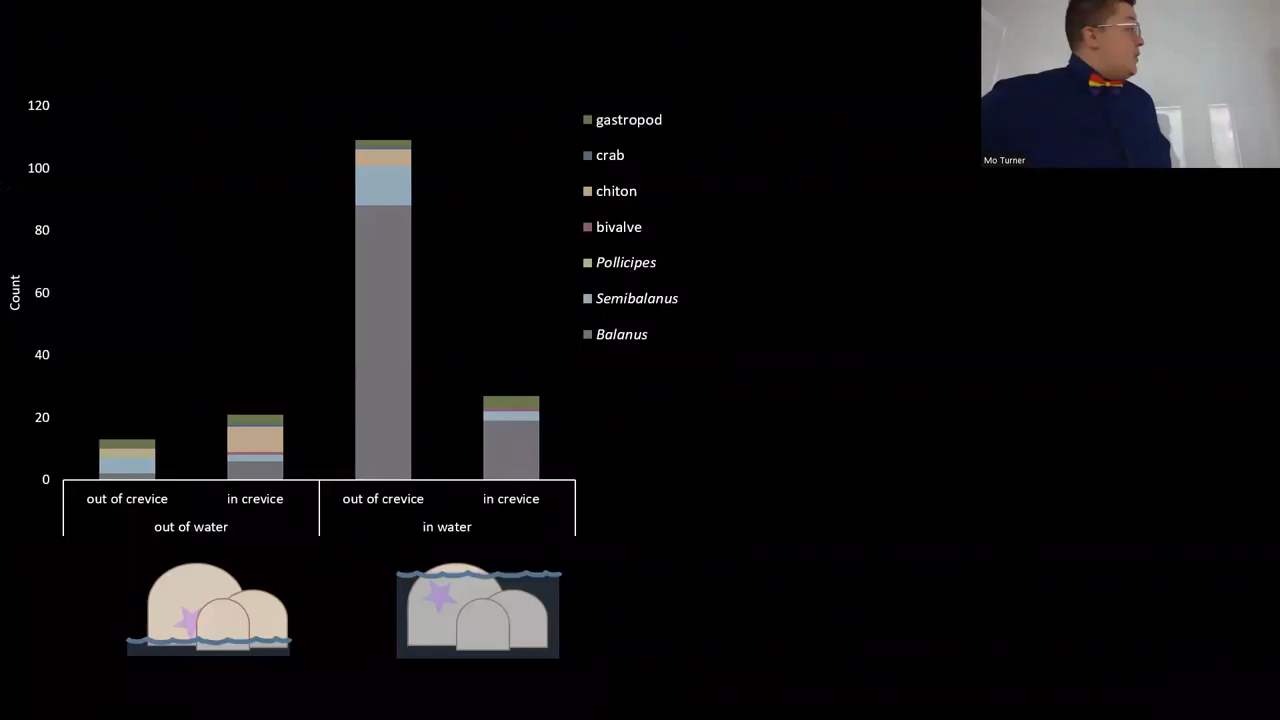 Mo Turner
120
100
80
60
40
20
0
Count
gastropod
crab
chiton
bivalve
Pollicipes
Semibalanus
Balanus
out of crevice
in crevice
out of crevice
in crevice
out of water
in water